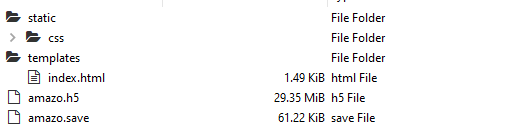 static File Folder
css File Folder
templates File Folder
index.html 1.49 KiB html File
amazo.h5 29.35 MiB h5 File
amazo.save 61.22 KiB save File